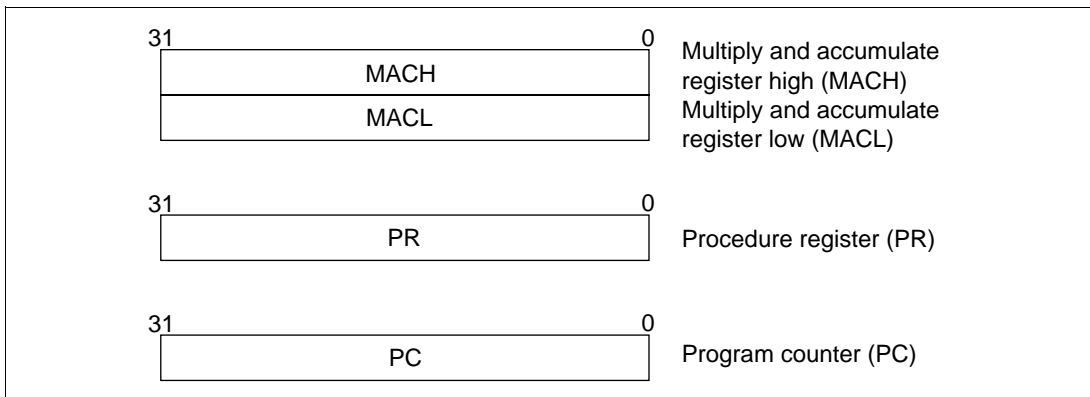 31 0
MACH
Multiply and accumulate
register high (MACH)
MACL
Multiply and accumulate
register low (MACL)
31 0
PR
Procedure register (PR)
31 0
PC
Program counter (PC)